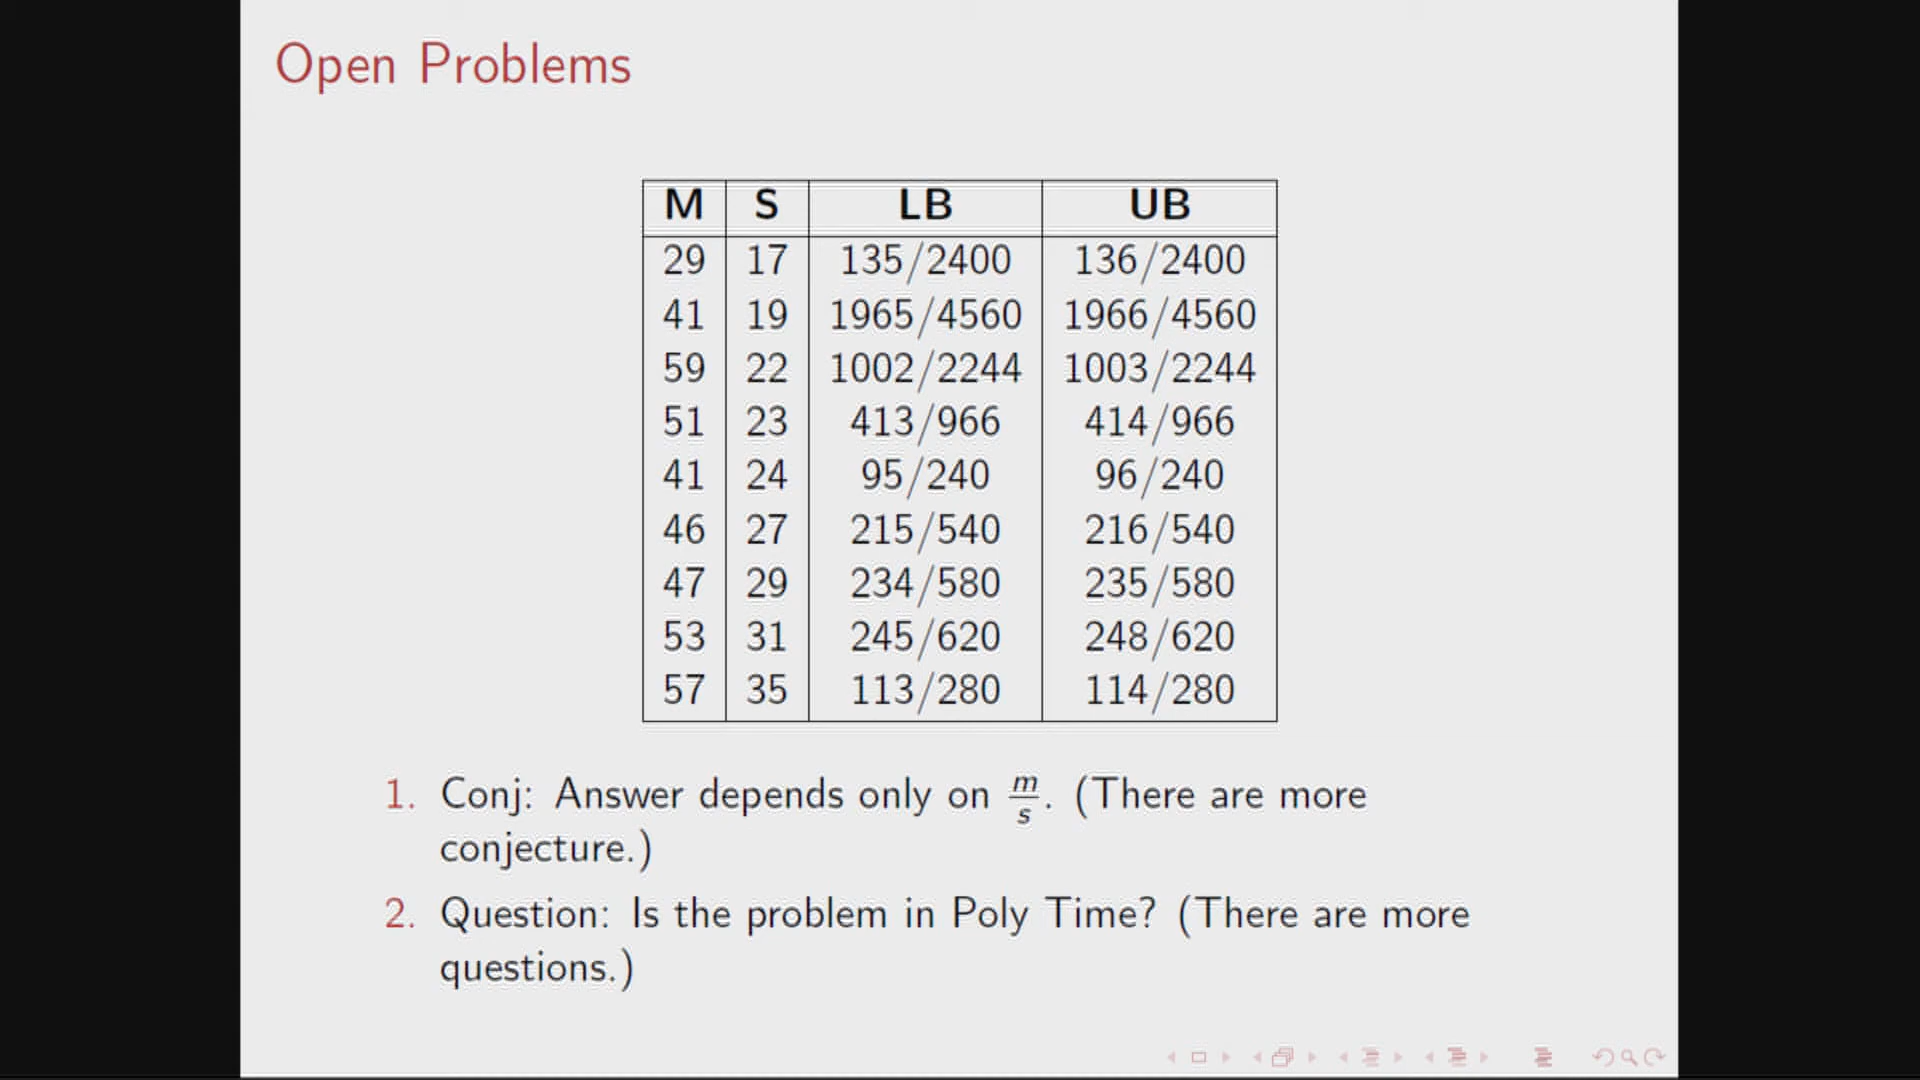 Open Problems
M S LB UB
29 17 135/2400 136/2400
41 19 1965/4560 1966/4560
59 22 1002/2244 1003/2244
51 23 413/966 414/966
41 24 95/240 96/240
46 27 215/540 216/540
47 29 234/580 235/580
53 31 245/620 248/620
57 35 113/280 114/280
1. Conj: Answer depends only on m/s. (There are more
conjecture.)
2. Question: Is the problem in Poly Time? (There are more
questions.)